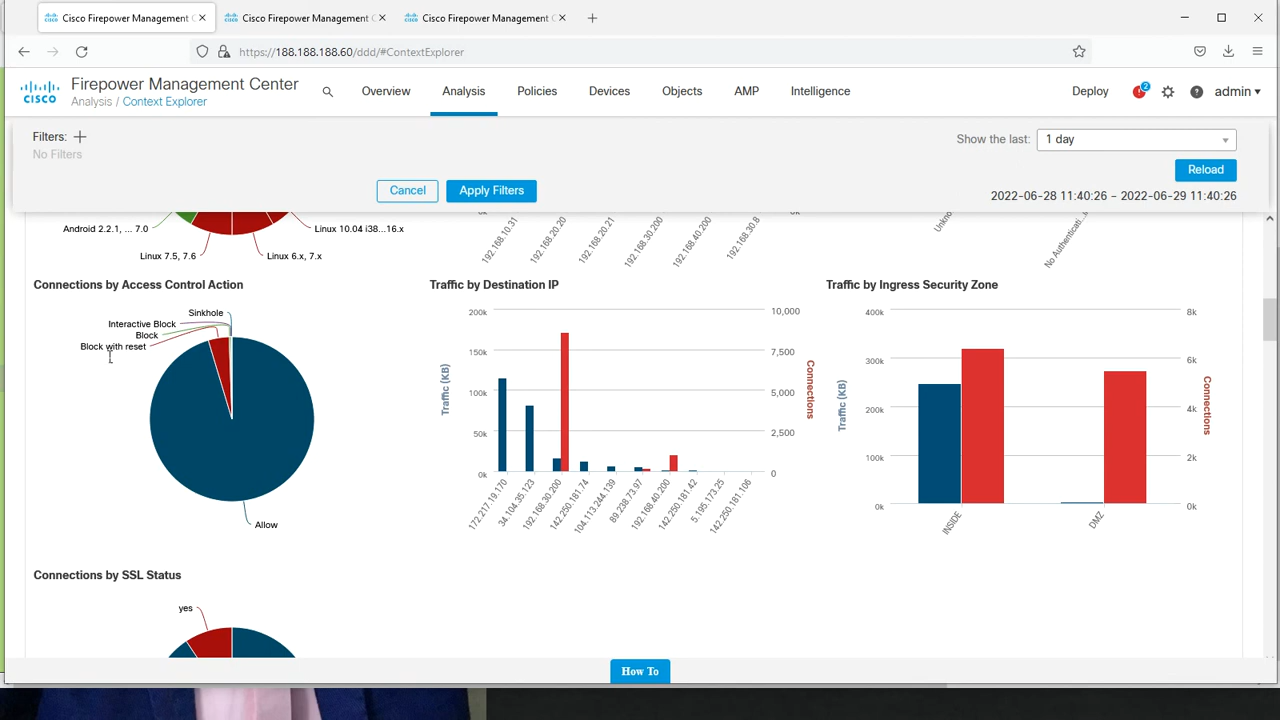 Cisco Firepower Management C
Cisco Firepower Management C
Cisco Firepower Management C
https://188.188.188.60/ddd/#ContextExplorer
CISCO
Firepower Management Center
Analysis / Context Explorer
Overview
Analysis
Policies
Devices
Objects
AMP
Intelligence
Deploy
2
admin
Filters:
No Filters
Cancel
Apply Filters
Show the last:
1 day
Reload
2022-06-28 11:40:26 – 2022-06-29 11:40:26
Android 2.2.1, ... 7.0
Linux 10.04 i38...16.x
Linux 7.5, 7.6
Linux 6.x, 7.x
192.168.10.31
192.168.20.20
192.168.20.21
192.168.30.200
192.168.40.200
192.168.30.8
Unkno
No Authenticati...
Connections by Access Control Action
Sinkhole
Interactive Block
Block
Block with reset
Allow
Traffic by Destination IP
200k
150k
100k
50k
0k
Traffic (KB)
10,000
7,500
5,000
2,500
0
Connections
172.217.19.170
34.104.35.123
192.168.30.200
142.250.181.74
104.113.244.139
89.238.73.97
192.168.40.200
142.250.181.42
5.195.173.25
142.250.181.106
Traffic by Ingress Security Zone
400k
300k
200k
100k
0k
Traffic (KB)
8k
6k
4k
2k
0k
Connections
INSIDE
DMZ
Connections by SSL Status
yes
How To